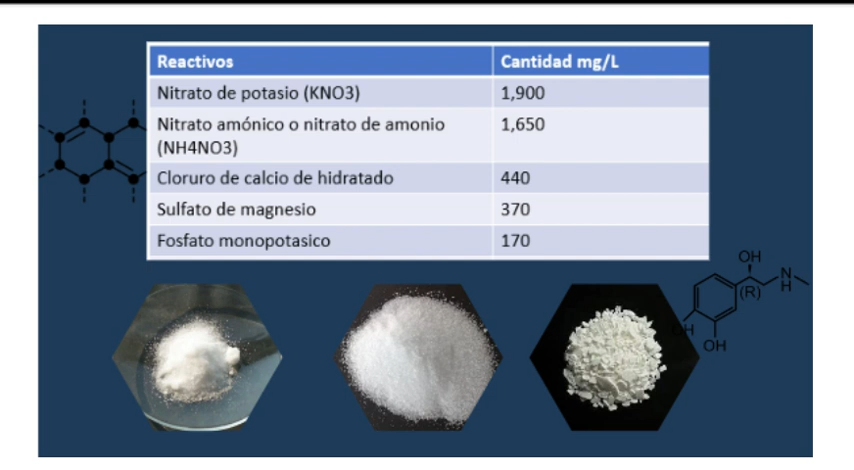 Reactivos Cantidad mg/L
Nitrato de potasio (KNO3) 1,900
Nitrato amónico o nitrato de amonio 1,650
(NH4NO3)
Cloruro de calcio de hidratado 440
Sulfato de magnesio 370
Fosfato monopotasico 170
OH
N
H
(R)
OH
OH